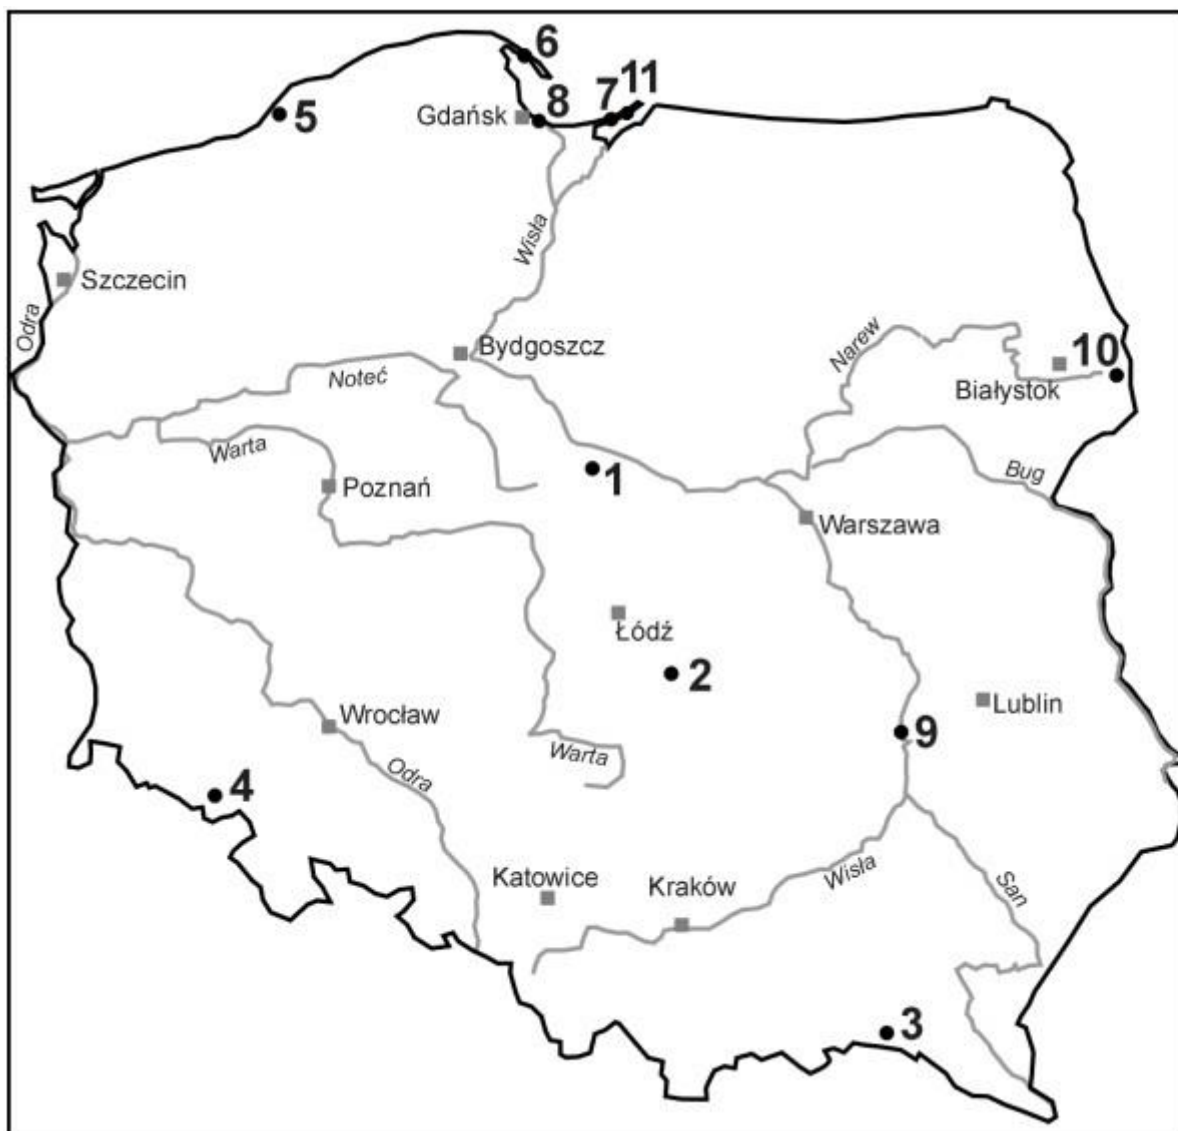 6
7 11
5
Gdańsk 8
Wisła
Szczecin
Odra
Bydgoszcz
Narew
10
Noteć
Białystok
Warta
1
Bug
Poznań
Warszawa
Łódź
2
Lublin
Wrocław
9
Warta
Odra
4
Katowice
Kraków
Wisła
San
3